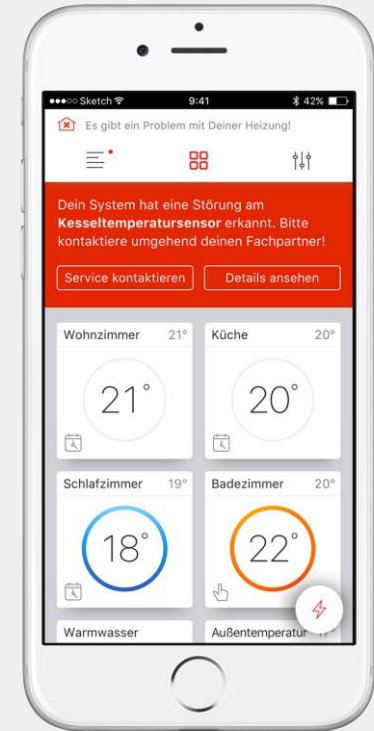 Sketch 9:41 42%
Es gibt ein Problem mit Deiner Heizung!
Dein System hat eine Störung am
Kesseltemperatursensor erkannt. Bitte
kontaktiere umgehend deinen Fachpartner!
Service kontaktieren Details ansehen
Wohnzimmer 21° Küche 20°
21° 20°
Schlafzimmer 19° Badezimmer 20°
18° 22°
Warmwasser Außentemperatur